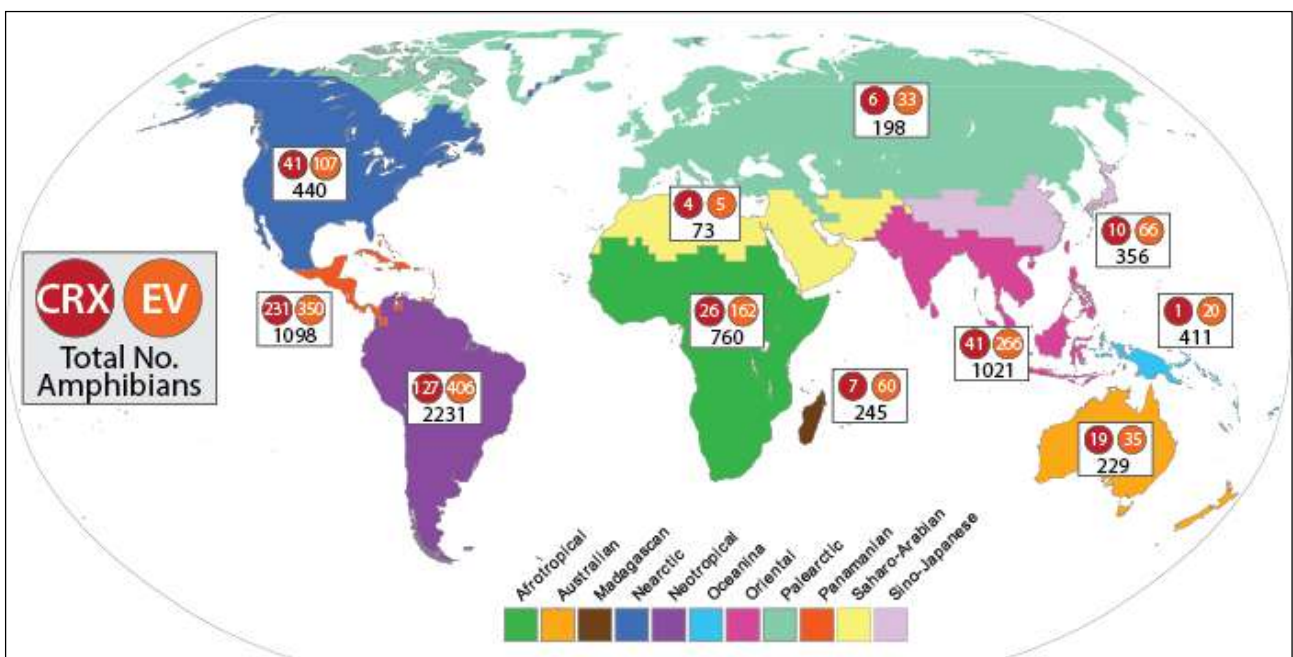 6 33
198
41 107
440
4 5
73
10 66
356
CRX EV
Total No.
Amphibians
231 350
1098
26 162
760
1 20
411
41 266
1021
127 406
2231
7 60
245
19 35
229
Afrotropical
Australian
Madagascan
Nearctic
Neotropical
Oceanina
Oriental
Palearctic
Panamanian
Saharo-Arabian
Sino-Japanese